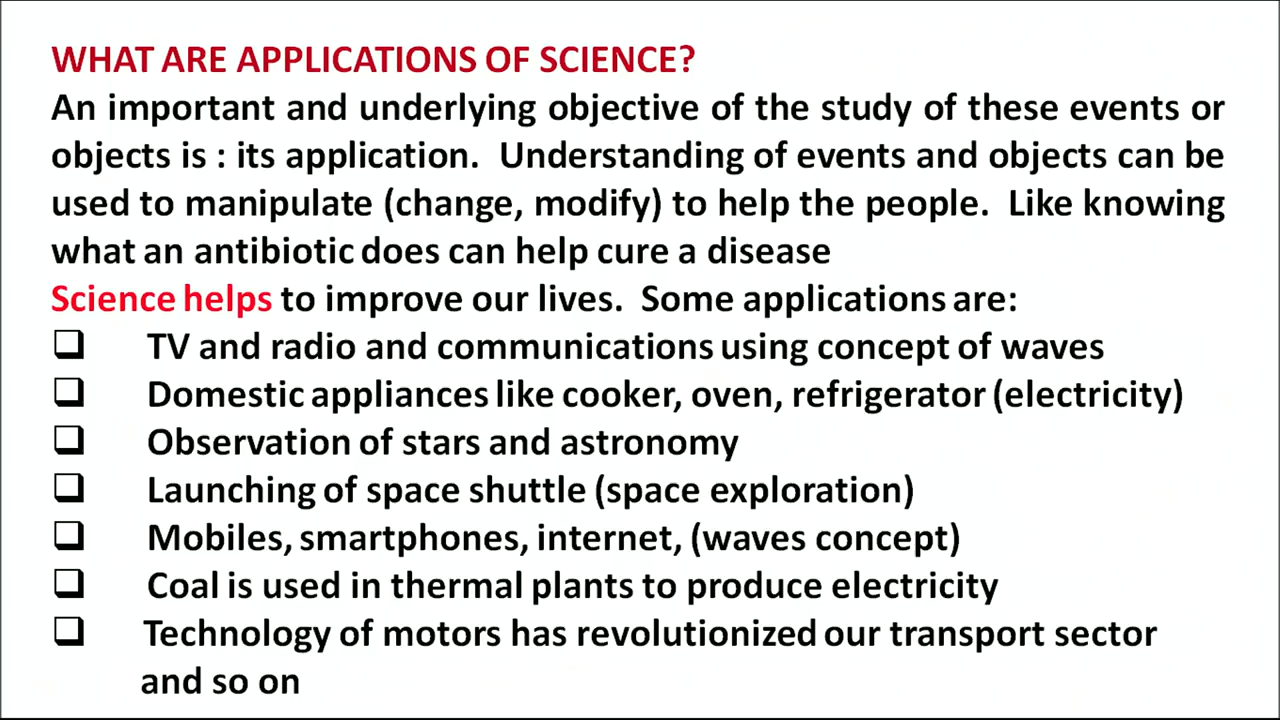 WHAT ARE APPLICATIONS OF SCIENCE?
An important and underlying objective of the study of these events or
objects is : its application. Understanding of events and objects can be
used to manipulate (change, modify) to help the people. Like knowing
what an antibiotic does can help cure a disease
Science helps to improve our lives. Some applications are:
❑ TV and radio and communications using concept of waves
❑ Domestic appliances like cooker, oven, refrigerator (electricity)
❑ Observation of stars and astronomy
❑ Launching of space shuttle (space exploration)
❑ Mobiles, smartphones, internet, (waves concept)
❑ Coal is used in thermal plants to produce electricity
❑ Technology of motors has revolutionized our transport sector
and so on